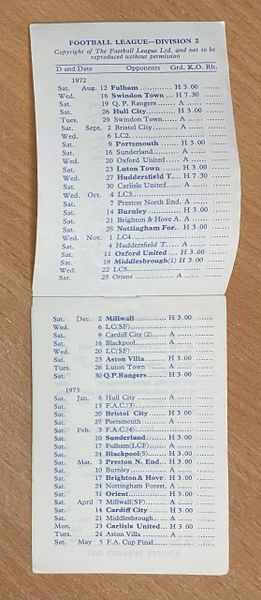 FOOTBALL LEAGUE—DIVISION 2
Copyright of The Football League Ltd, and not to be
reproduced without permission
D and Date Opponents Grd. K.O. Rlt.
1972
Sat. Aug. 12 Fulham H 3.00
Wed. 16 Swindon Town H 7.30
Sat. 19 Q. P. Rangers A
Sat. 26 Hull City H 3.00
Tues. 29 Swindon Town A
Sat. Sept. 2 Bristol City A
Wed. 6 LC2
Sat. 9 Portsmouth H 3.00
Sat. 16 Sunderland A
Wed. 20 Oxford United A
Sat. 23 Luton Town H 3.00
Wed. 27 Huddersfield T. H 7.30
Sat. 30 Carlisle United A
Wed. Oct. 4 LC3
Sat. 7 Preston North End A
Sat. 14 Burnley H 3.00
Sat. 21 Brighton & Hove A. A
Sat. 28 Nottingham For. H 3.00
Wed. Nov. 1 LC4
Sat. 4 Huddersfield T. A
Sat. 11 Oxford United H 3.00
Sat. 18 Middlesbrough(1) H 3.00
Wed. 22 LC5
Sat. 25 Orient A
Sat. Dec. 2 Millwall H 3.00
Wed. 6 LC(SF)
Sat. 9 Cardiff City (2) A
Sat. 16 Blackpool A
Wed. 20 LC(SF)
Sat. 23 Aston Villa H 3.00
Tues. 26 Luton Town A
Sat. 30 Q.P.Rangers H 3.00
1973
Sat. Jan. 6 Hull City A
Sat. 13 F.A.C.(3)
Sat. 20 Bristol City H 3.00
Sat. 27 Portsmouth A
Sat. Feb. 3 F.A.C.(4)
Sat. 10 Sunderland H 3.00
Sat. 17 Fulham(LCF) A
Sat. 24 Blackpool(5) H 3.00
Sat. Mar. 3 Preston N. End H 3.00
Sat. 10 Burnley A
Sat. 17 Brighton & Hove H 3.00
Sat. 24 Nottingham Forest A
Sat. 31 Orient H 3.00
Sat. April 7 Millwall(SF) A
Sat. 14 Cardiff City H 3.00
Sat. 21 Middlesbrough A
Mon. 23 Carlisle United H 3.00
Tues. 24 Aston Villa A
Sat. May 5 F.A. Cup Final